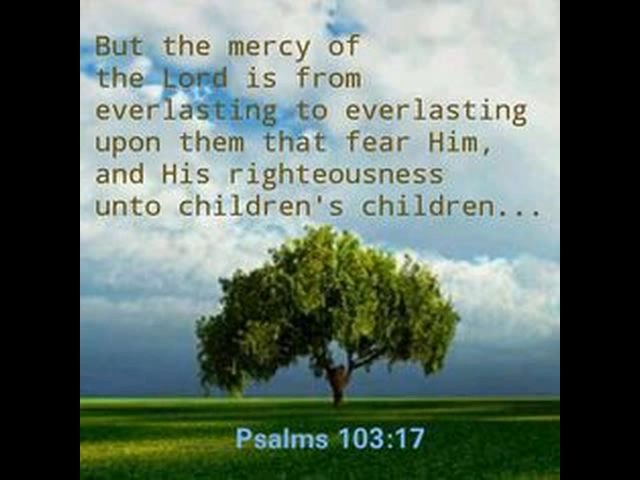 But the mercy of
the Lord is from
everlasting to everlasting
upon them that fear Him,
and His righteousness
unto children's children...
Psalms 103:17